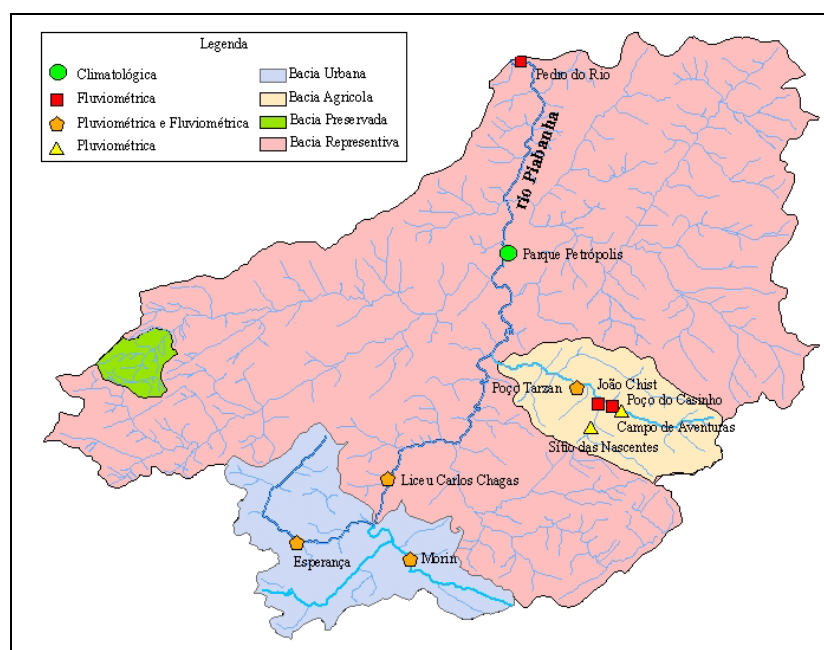 Legenda
Climatológica
Fluviométrica
Pluviométrica e Fluviométrica
Pluviométrica
Bacia Urbana
Bacia Agricola
Bacia Preservada
Bacia Representiva
Pedro do Rio
rio Piabanha
Parque Petrópolis
Poço Tarzan
João Christ
Poço do Casinho
Campo de Aventuras
Sítio das Nascentes
Liceu Carlos Chagas
Esperança
Morin